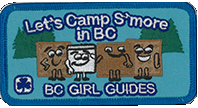 Let's Camp S'more
in BC
BC GIRL GUIDES